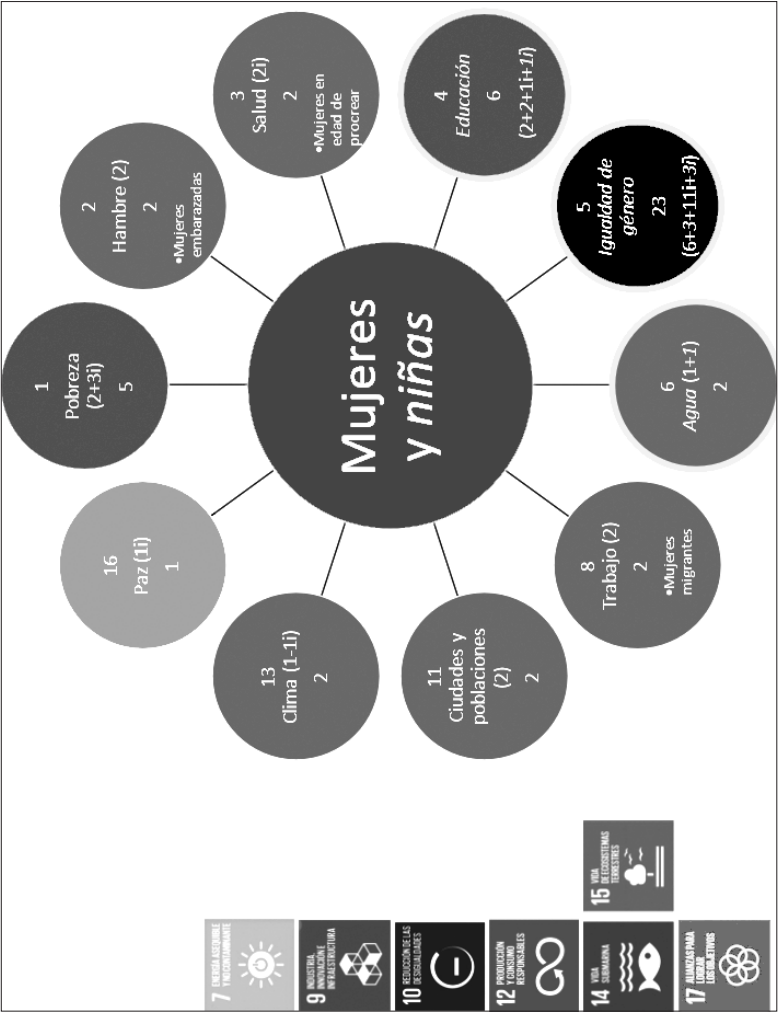 Mujeres
y niñas
1
Pobreza
(2+3i)
5
2
Hambre (2)
2
•Mujeres
embarazadas
3
Salud (2i)
2
•Mujeres en
edad de
procrear
4
Educación
6
(2+2+1i+1i)
5
Igualdad de
género
23
(6+3+11i+3i)
6
Agua (1+1)
2
8
Trabajo (2)
2
•Mujeres
migrantes
11
Ciudades y
poblaciones
(2)
2
13
Clima (1-1i)
2
16
Paz (1i)
1
7 ENERGÍA ASEQUIBLE
Y NO CONTAMINANTE
9 INDUSTRIA,
INNOVACIÓN E
INFRAESTRUCTURA
10 REDUCCIÓN DE LAS
DESIGUALDADES
12 PRODUCCIÓN
Y CONSUMO
RESPONSABLES
14 VIDA
SUBMARINA
15 VIDA
DE ECOSISTEMAS
TERRESTRES
17 ALIANZAS PARA
LOGRAR
LOS OBJETIVOS